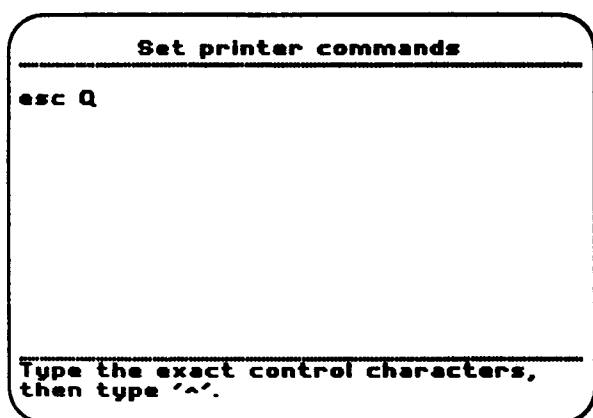 Set printer commands
esc Q
Type the exact control characters,
then type '^'.